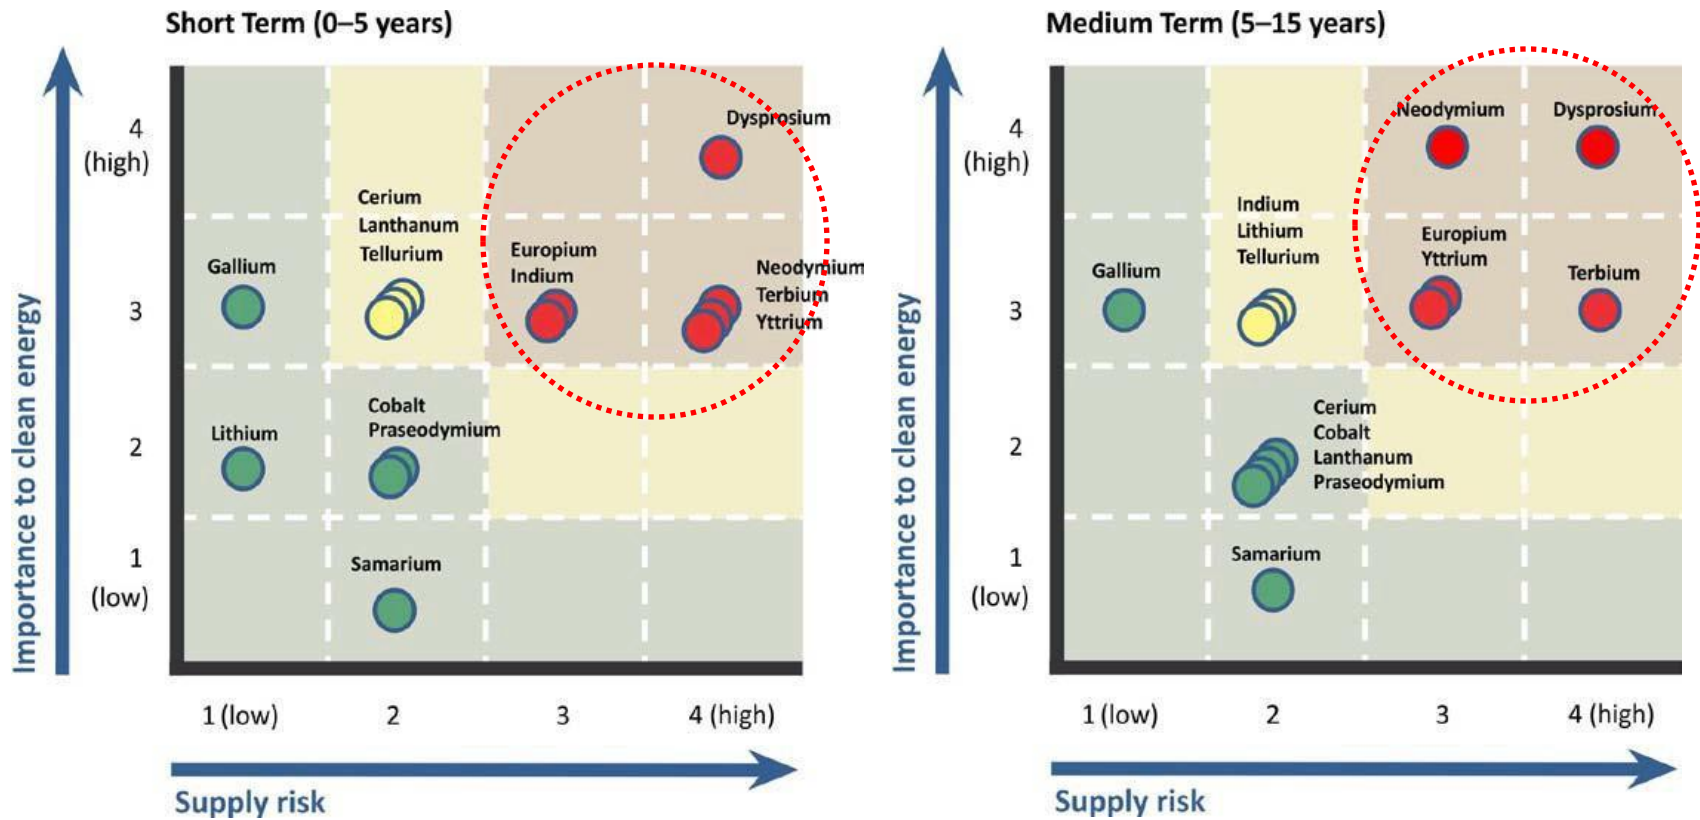 Short Term (0–5 years)
Importance to clean energy
4
(high)
3
2
1
(low)
Dysprosium
Cerium
Lanthanum
Tellurium
Europium
Indium
Gallium
Neodymium
Terbium
Yttrium
Cobalt
Praseodymium
Lithium
Samarium
1 (low)
2
3
4 (high)
Supply risk
Medium Term (5–15 years)
Importance to clean energy
4
(high)
3
2
1
(low)
Neodymium
Dysprosium
Indium
Lithium
Tellurium
Europium
Yttrium
Gallium
Terbium
Cerium
Cobalt
Lanthanum
Praseodymium
Samarium
1 (low)
2
3
4 (high)
Supply risk